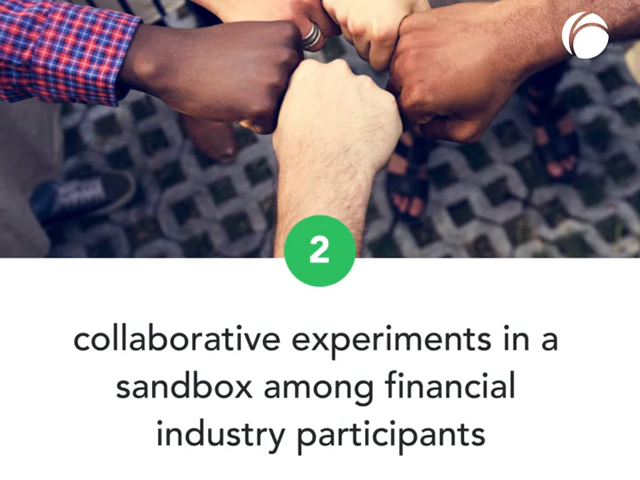 2
collaborative experiments in a
sandbox among financial
industry participants